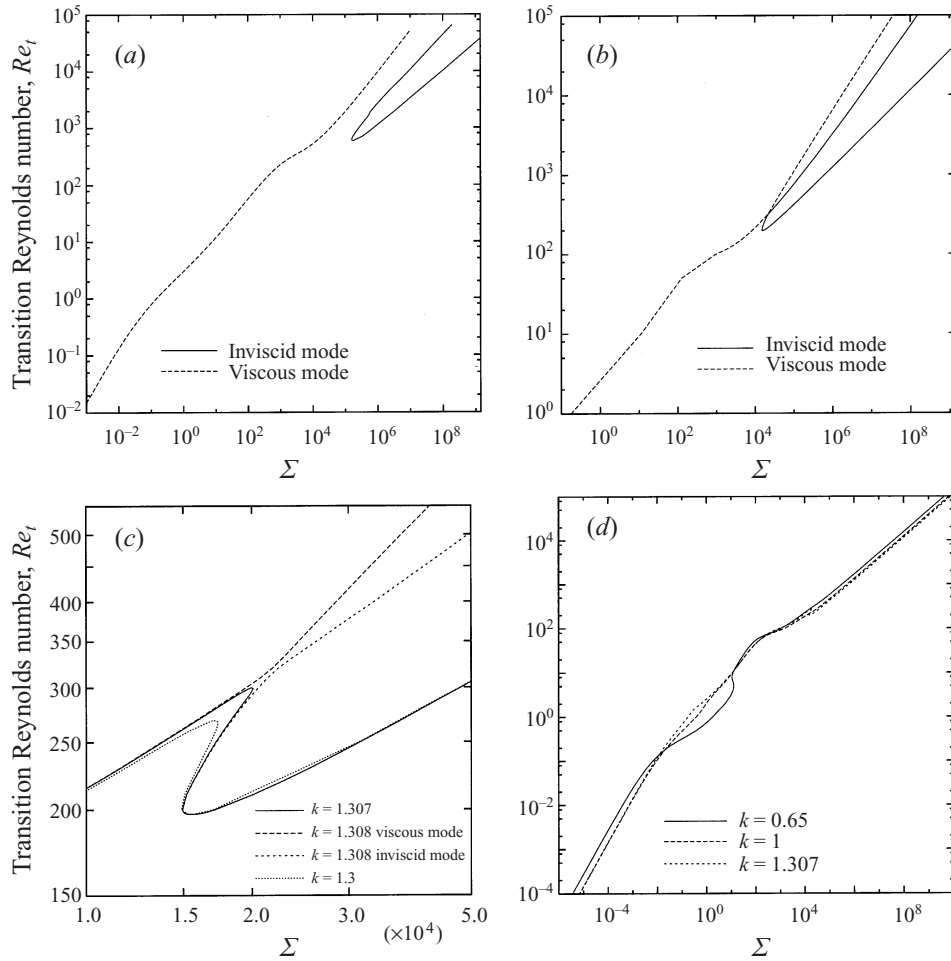 (a)
Transition Reynolds number, Re_t
10^5
10^4
10^3
10^2
10^1
10^0
10^–1
10^–2
Inviscid mode
Viscous mode
10^–2 10^0 10^2 10^4 10^6 10^8
Σ
(b)
10^5
10^4
10^3
10^2
10^1
10^0
Inviscid mode
Viscous mode
10^0 10^2 10^4 10^6 10^8
Σ
(c)
Transition Reynolds number, Re_t
500
400
350
300
250
200
150
k = 1.307
k = 1.308 viscous mode
k = 1.308 inviscid mode
k = 1.3
1.0 1.5 2.0 3.0 5.0
(×10^4)
Σ
(d)
10^4
10^2
10^0
10^–2
10^–4
k = 0.65
k = 1
k = 1.307
10^–4 10^0 10^4 10^8
Σ